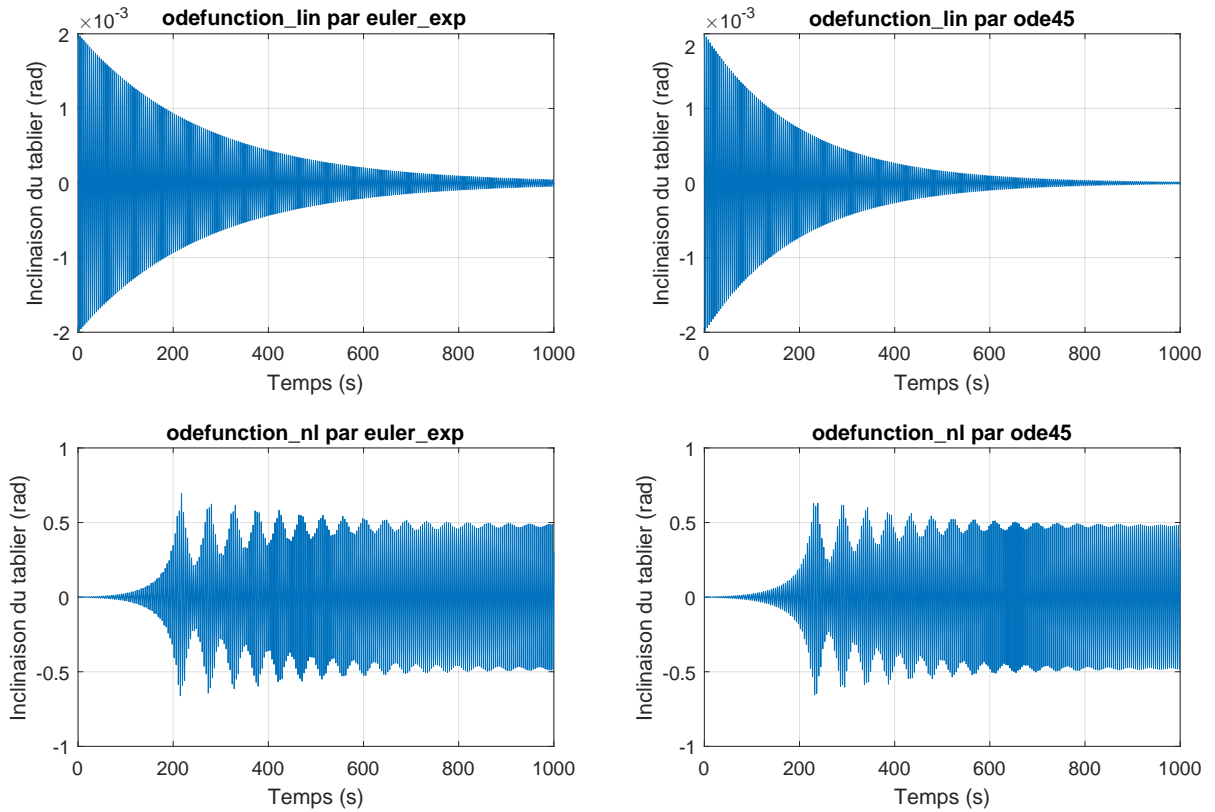 odefunction_lin par euler_exp
×10-3
Inclinaison du tablier (rad)
2
1
0
-1
-2
0 200 400 600 800 1000
Temps (s)
odefunction_lin par ode45
×10-3
Inclinaison du tablier (rad)
2
1
0
-1
-2
0 200 400 600 800 1000
Temps (s)
odefunction_nl par euler_exp
Inclinaison du tablier (rad)
1
0.5
0
-0.5
-1
0 200 400 600 800 1000
Temps (s)
odefunction_nl par ode45
Inclinaison du tablier (rad)
1
0.5
0
-0.5
-1
0 200 400 600 800 1000
Temps (s)